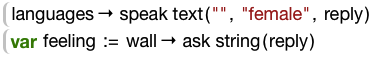 languages→ speak text("", "female", reply)
var feeling := wall→ ask string(reply)